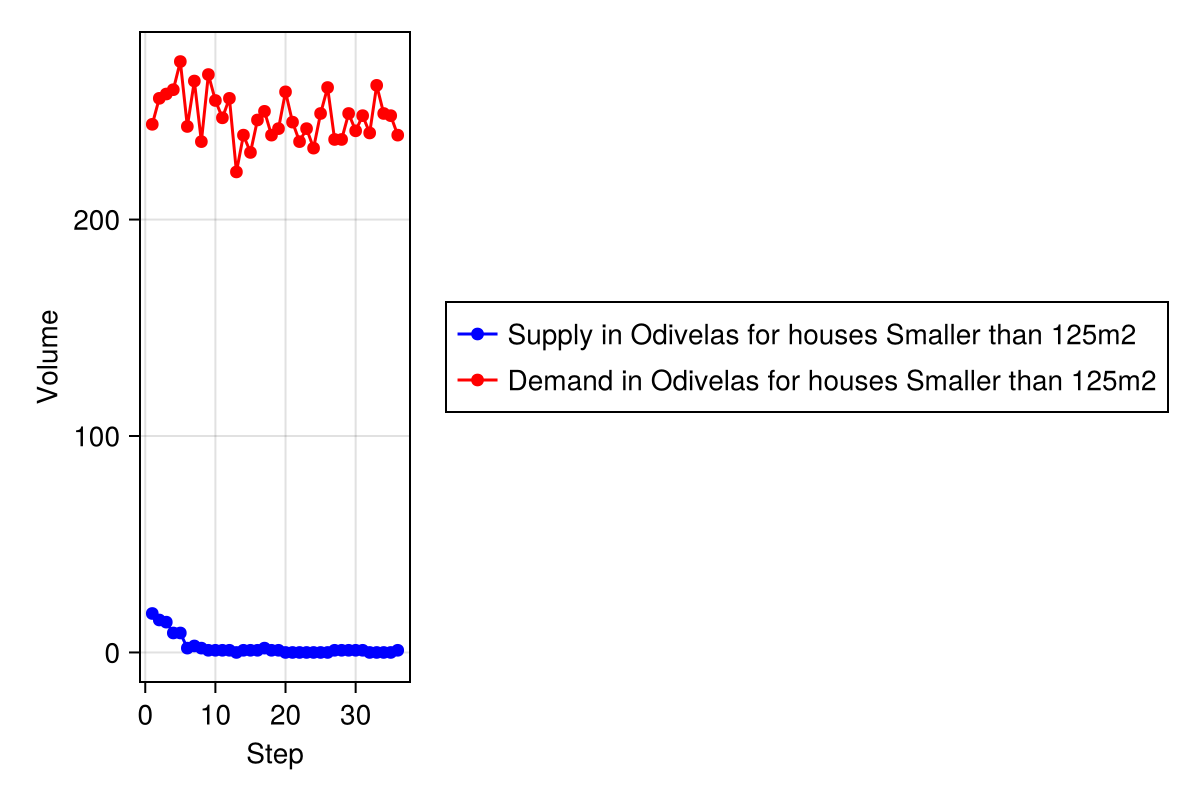 200
100
0
Volume
0 10 20 30
Step
Supply in Odivelas for houses Smaller than 125m2
Demand in Odivelas for houses Smaller than 125m2